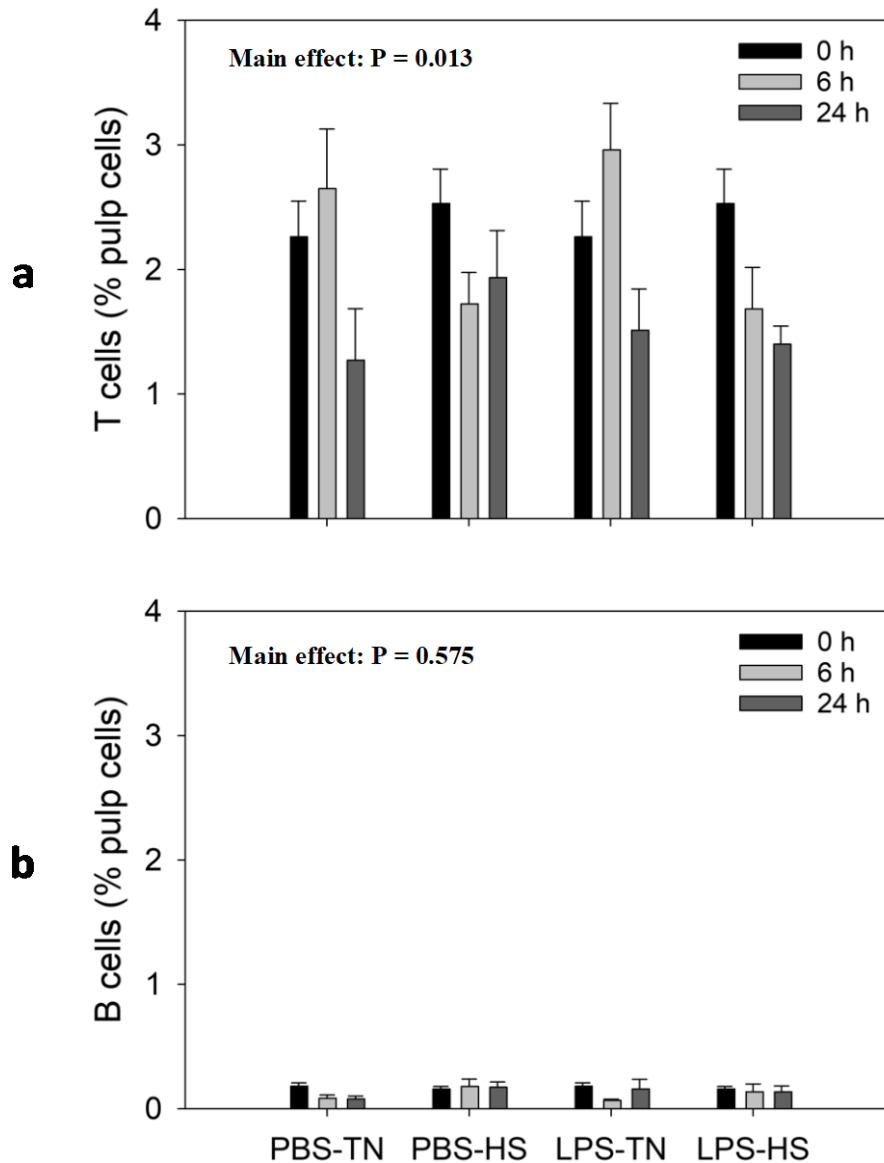 4
Main effect: P = 0.013
0 h
6 h
24 h
3
2
1
0
T cells (% pulp cells)
a
4
Main effect: P = 0.575
0 h
6 h
24 h
3
2
1
0
B cells (% pulp cells)
b
PBS-TN PBS-HS LPS-TN LPS-HS